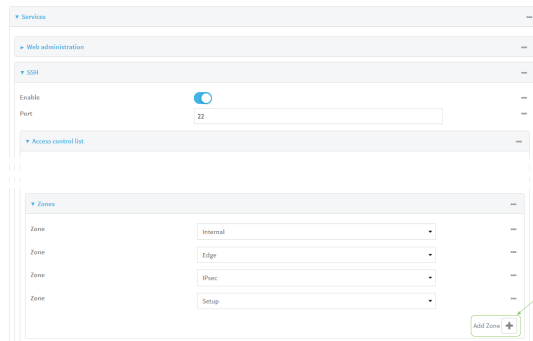 ▼ Services
► Web administration
▼ SSH
Enable
Port 22
▼ Access control list
▼ Zones
Zone Internal
Zone Edge
Zone IPsec
Zone Setup
Add Zone